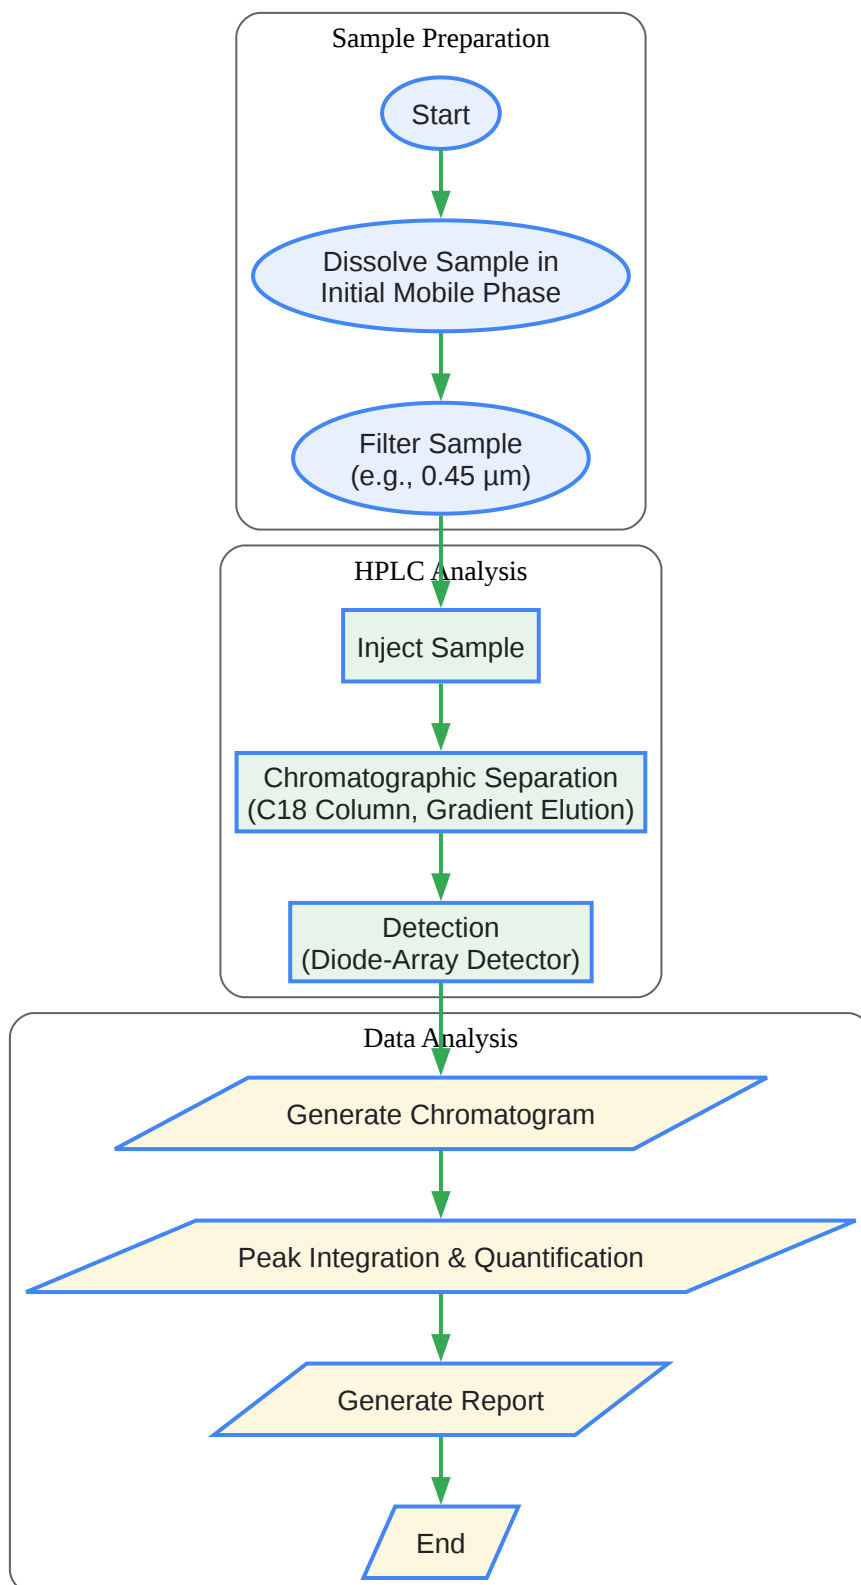 Sample Preparation
Start
Dissolve Sample in
Initial Mobile Phase
Filter Sample
(e.g., 0.45 µm)
HPLC Analysis
Inject Sample
Chromatographic Separation
(C18 Column, Gradient Elution)
Detection
(Diode-Array Detector)
Data Analysis
Generate Chromatogram
Peak Integration & Quantification
Generate Report
End